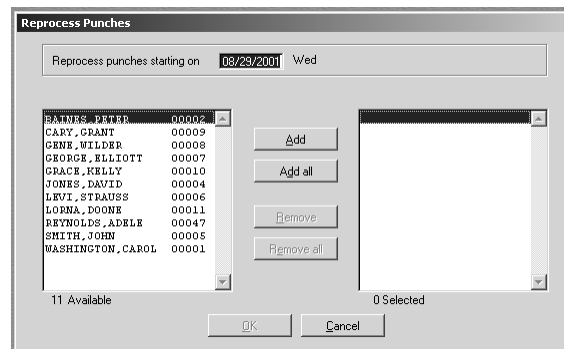 Reprocess Punches
Reprocess punches starting on 08/29/2001 Wed
BAINES,PETER 00002
CARY,GRANT 00009
GENE,WILDER 00008
GEORGE,ELLIOTT 00007
GRACE,KELLY 00010
JONES,DAVID 00004
LEVI,STRAUSS 00006
LORNA,DOONE 00011
REYNOLDS,ADELE 00047
SMITH,JOHN 00005
WASHINGTON,CAROL 00001
11 Available
Add
Add all
Remove
Remove all
0 Selected
OK Cancel